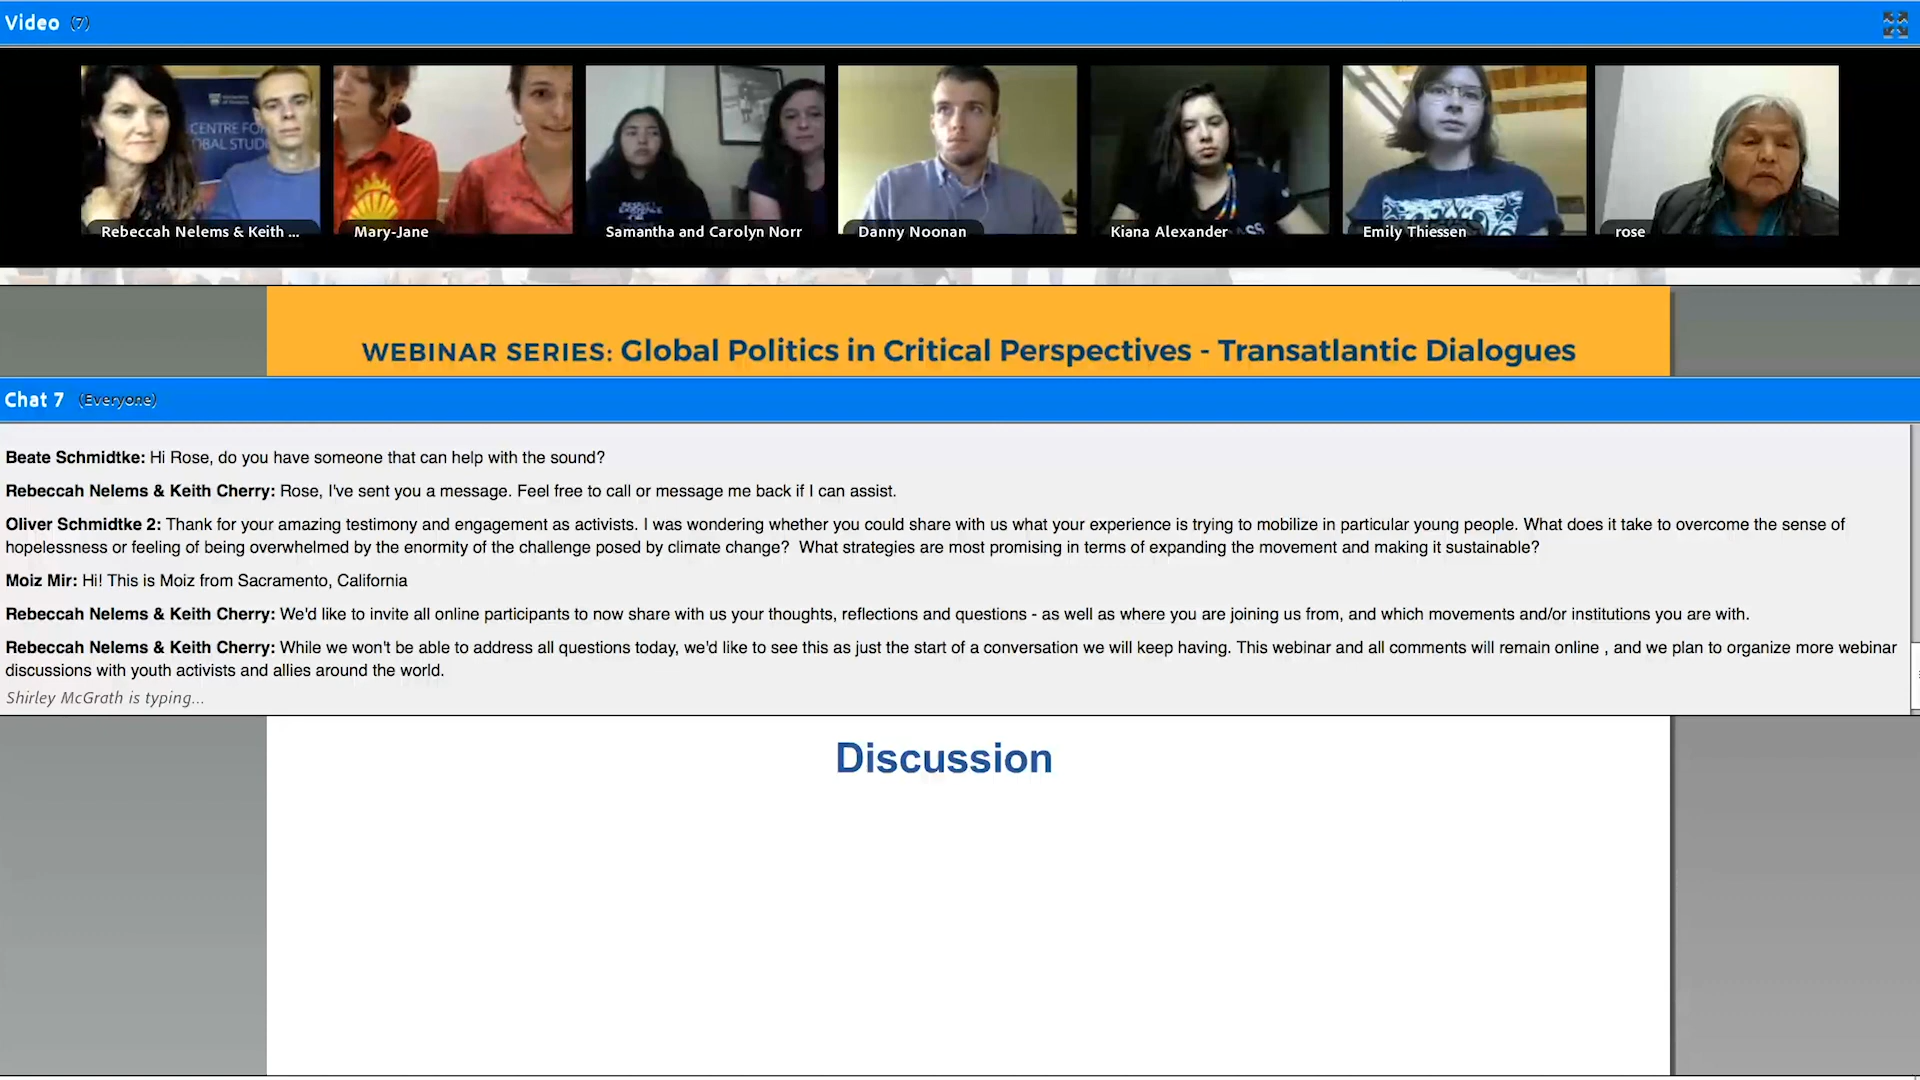 Video (7)
CENTRE FOR
Rebeccah Nelems & Keith ...
Mary-Jane
Samantha and Carolyn Norr
Danny Noonan
Kiana Alexander
Emily Thiessen
rose
WEBINAR SERIES: Global Politics in Critical Perspectives - Transatlantic Dialogues
Chat 7 (Everyone)
Beate Schmidtke: Hi Rose, do you have someone that can help with the sound?
Rebeccah Nelems & Keith Cherry: Rose, I've sent you a message. Feel free to call or message me back if I can assist.
Oliver Schmidtke 2: Thank for your amazing testimony and engagement as activists. I was wondering whether you could share with us what your experience is trying to mobilize in particular young people. What does it take to overcome the sense of
hopelessness or feeling of being overwhelmed by the enormity of the challenge posed by climate change?  What strategies are most promising in terms of expanding the movement and making it sustainable?
Moiz Mir: Hi! This is Moiz from Sacramento, California
Rebeccah Nelems & Keith Cherry: We'd like to invite all online participants to now share with us your thoughts, reflections and questions - as well as where you are joining us from, and which movements and/or institutions you are with.
Rebeccah Nelems & Keith Cherry: While we won't be able to address all questions today, we'd like to see this as just the start of a conversation we will keep having. This webinar and all comments will remain online , and we plan to organize more webinar
discussions with youth activists and allies around the world.
Shirley McGrath is typing...
Discussion